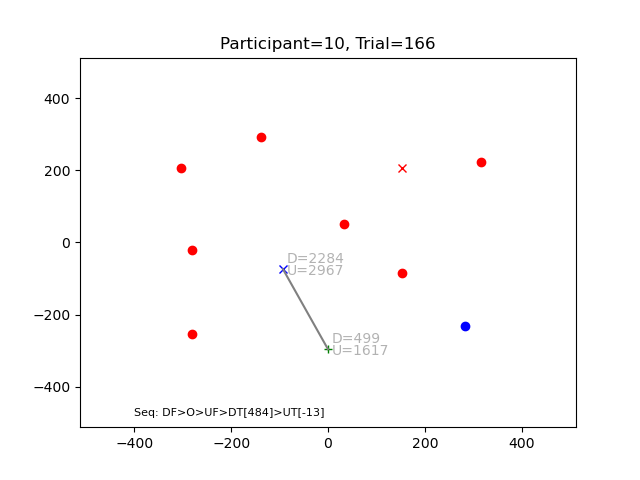 Participant=10, Trial=166
400
200
0
−200
−400
D=2284
U=2967
D=499
U=1617
Seq: DF>O>UF>DT[484]>UT[-13]
−400 −200 0 200 400